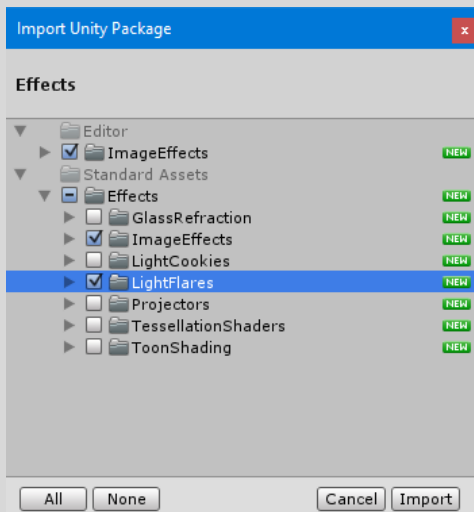 Import Unity Package
x
Effects
Editor
ImageEffects NEW
Standard Assets
Effects NEW
GlassRefraction NEW
ImageEffects NEW
LightCookies NEW
LightFlares NEW
Projectors NEW
TessellationShaders NEW
ToonShading NEW
All None Cancel Import